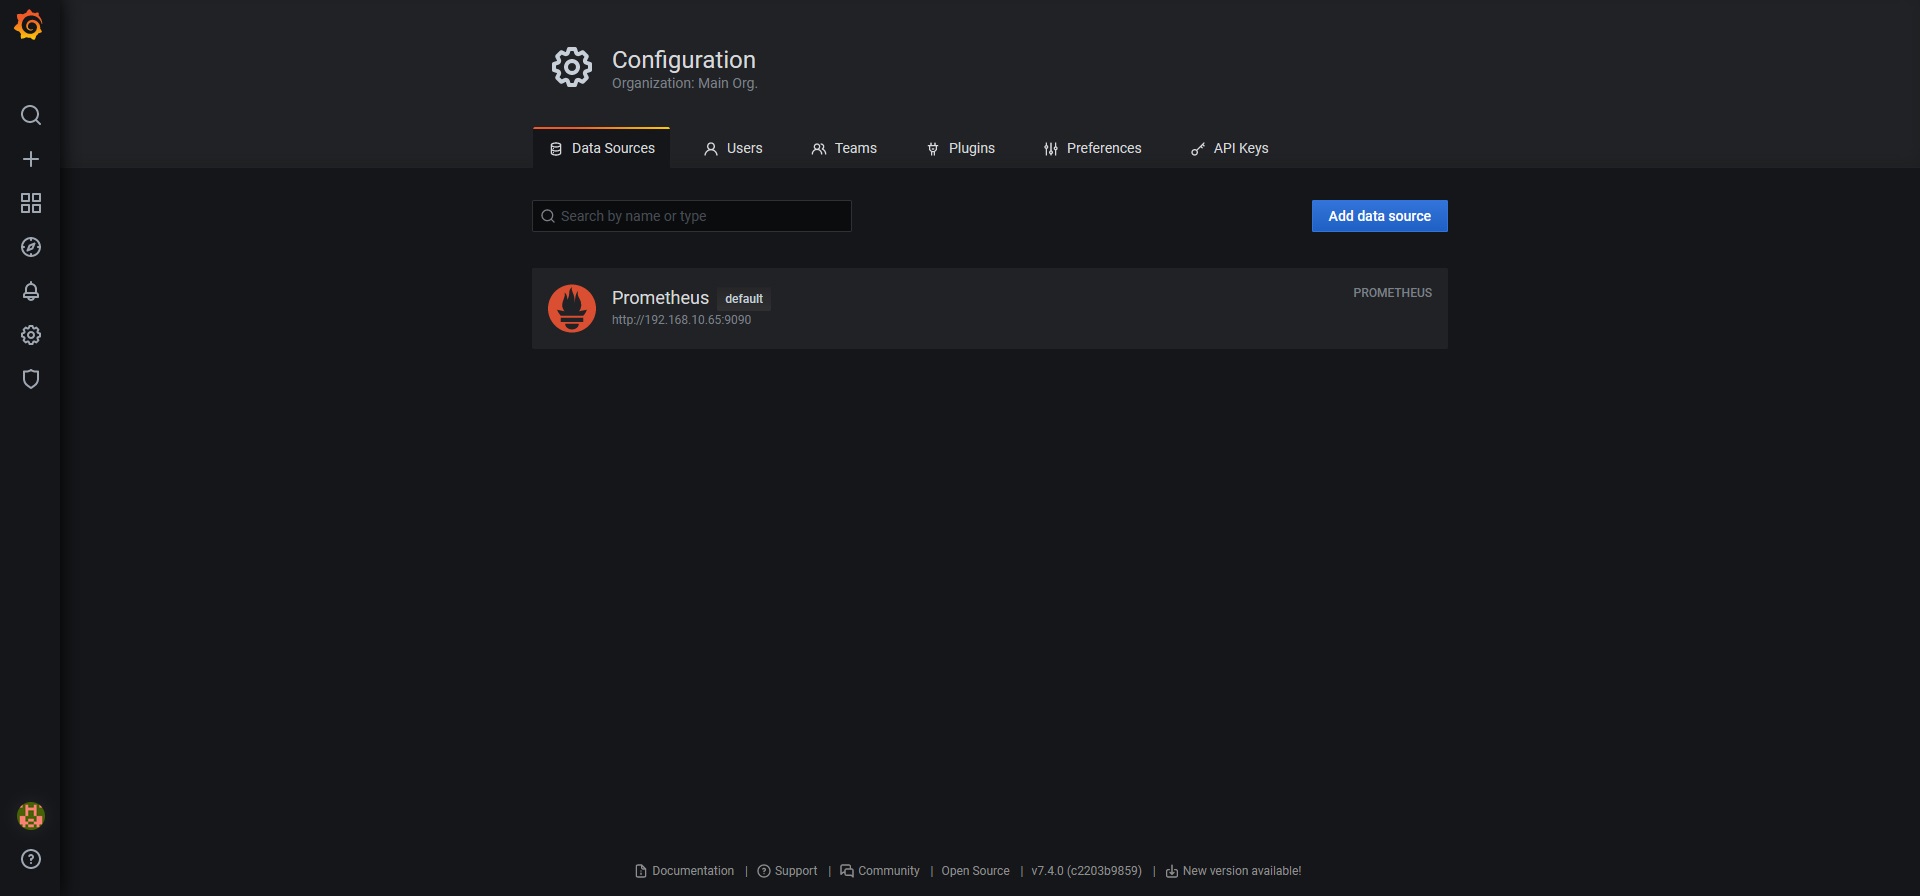 Configuration
Organization: Main Org.
Data Sources
Users
Teams
Plugins
Preferences
API Keys
Search by name or type
Add data source
Prometheus default
http://192.168.10.65:9090
PROMETHEUS
Documentation | Support | Community | Open Source | v7.4.0 (c2203b9859) | New version available!